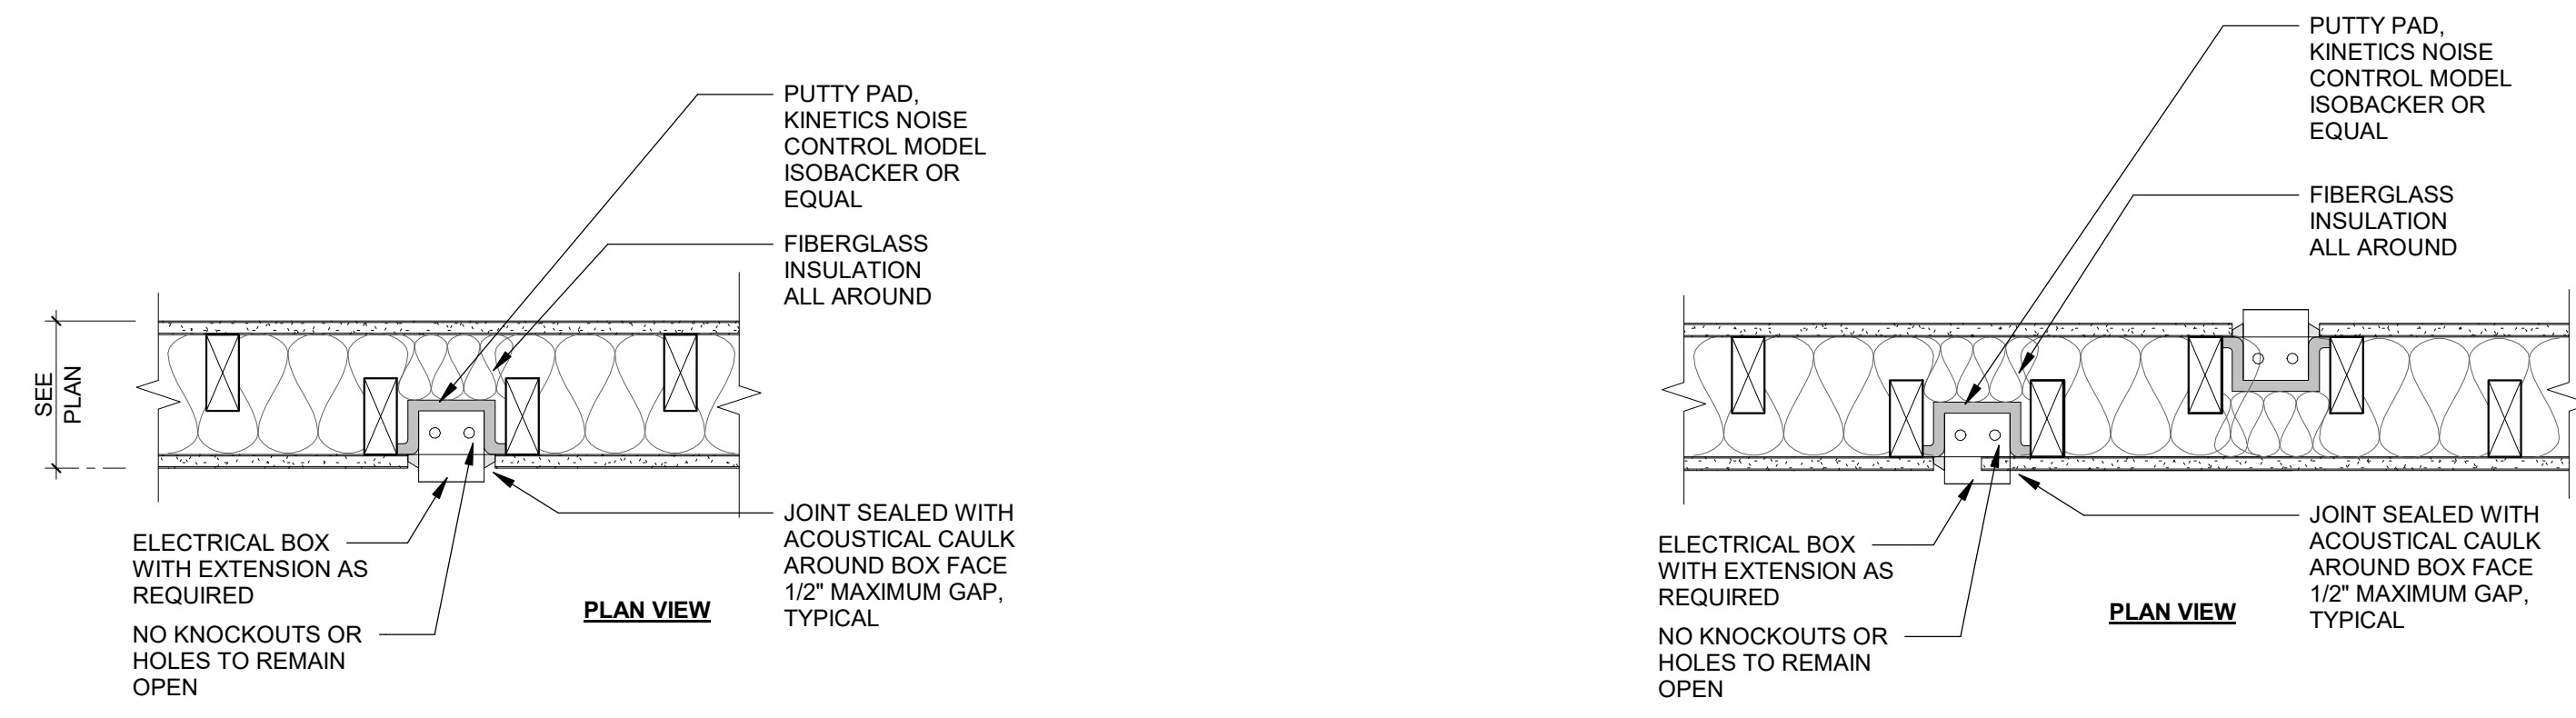 PUTTY PAD,
KINETICS NOISE
CONTROL MODEL
ISOBACKER OR
EQUAL
FIBERGLASS
INSULATION
ALL AROUND
SEE
PLAN
ELECTRICAL BOX
WITH EXTENSION AS
REQUIRED
NO KNOCKOUTS OR
HOLES TO REMAIN
OPEN
JOINT SEALED WITH
ACOUSTICAL CAULK
AROUND BOX FACE
1/2" MAXIMUM GAP,
TYPICAL
PLAN VIEW
PUTTY PAD,
KINETICS NOISE
CONTROL MODEL
ISOBACKER OR
EQUAL
FIBERGLASS
INSULATION
ALL AROUND
ELECTRICAL BOX
WITH EXTENSION AS
REQUIRED
NO KNOCKOUTS OR
HOLES TO REMAIN
OPEN
JOINT SEALED WITH
ACOUSTICAL CAULK
AROUND BOX FACE
1/2" MAXIMUM GAP,
TYPICAL
PLAN VIEW